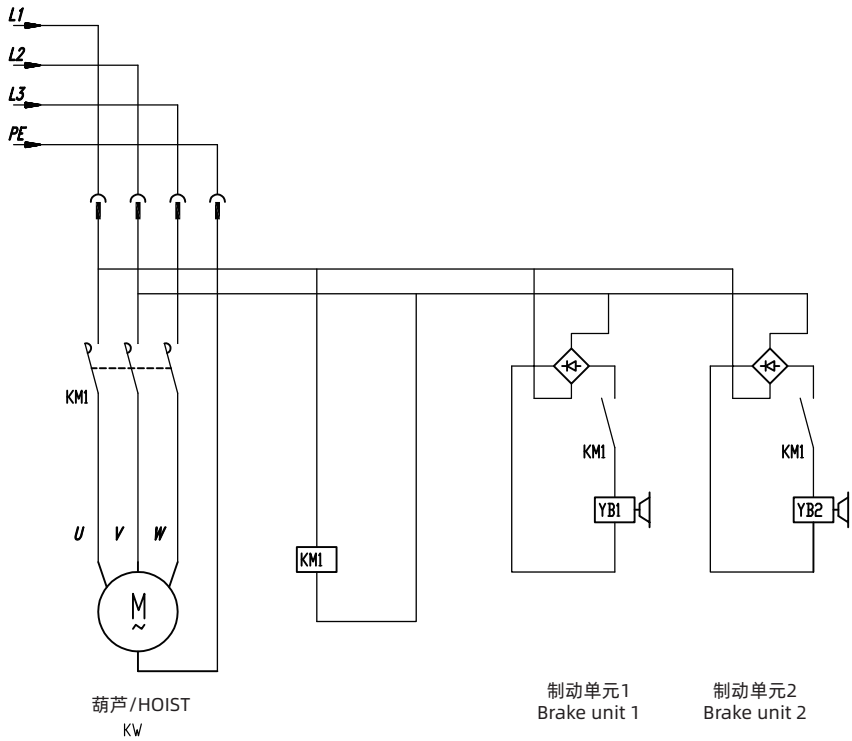 L1
L2
L3
PE
KM1
KM1
KM1
YB1
YB2
U V W
KM1
M
~
葫芦/HOIST
KW
制动单元1
Brake unit 1
制动单元2
Brake unit 2